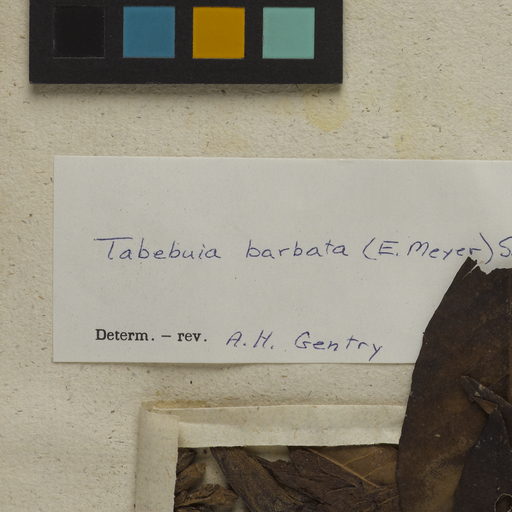 Tabebuia barbata (E. Meyer) S
Determ. – rev. A.H. Gentry